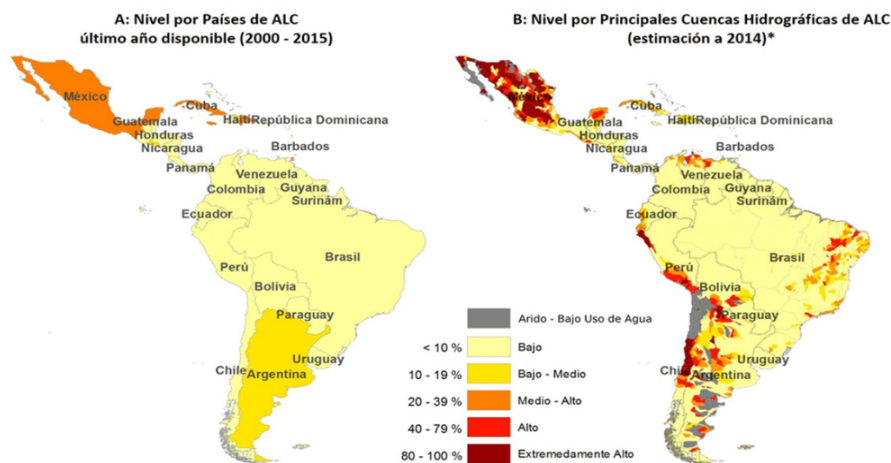 A: Nivel por Países de ALC
último año disponible (2000 - 2015)
México
Cuba
Guatemala
Haití República Dominicana
Honduras
Nicaragua
Barbados
Panamá
Venezuela
Colombia
Guyana
Surinám
Ecuador
Brasil
Perú
Bolivia
Paraguay
Uruguay
Chile
Argentina
B: Nivel por Principales Cuencas Hidrográficas de ALC
(estimación a 2014)*
México
Cuba
Guatemala
Haití República Dominicana
Honduras
Nicaragua
Barbados
Panamá
Venezuela
Colombia
Guyana
Surinám
Ecuador
Brasil
Perú
Bolivia
Paraguay
Uruguay
Chile
Argentina
Arido - Bajo Uso de Agua
< 10 % Bajo
10 - 19 % Bajo - Medio
20 - 39 % Medio - Alto
40 - 79 % Alto
80 - 100 % Extremedamente Alto